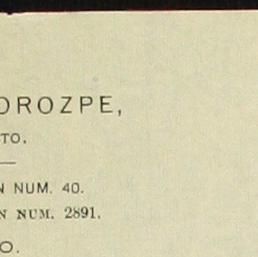 OROZPE,
TO.
N NUM. 40.
N NUM. 2891.
O.